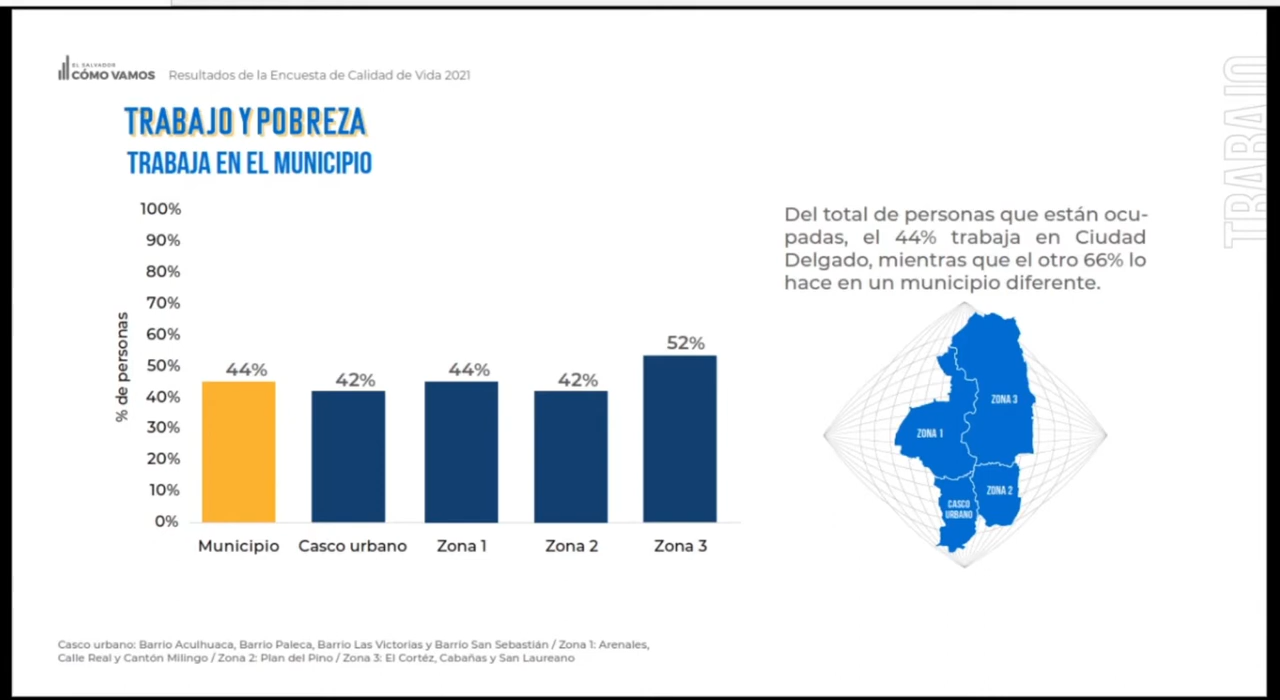 EL SALVADOR
CÓMO VAMOS
Resultados de la Encuesta de Calidad de Vida 2021
TRABAJO
TRABAJO Y POBREZA
TRABAJA EN EL MUNICIPIO
% de personas
100%
90%
80%
70%
60%
50%
40%
30%
20%
10%
0%
44%
42%
44%
42%
52%
Municipio
Casco urbano
Zona 1
Zona 2
Zona 3
Del total de personas que están ocu-
padas, el 44% trabaja en Ciudad
Delgado, mientras que el otro 66% lo
hace en un municipio diferente.
ZONA 3
ZONA 1
ZONA 2
CASCO
URBANO
Casco urbano: Barrio Aculhuaca, Barrio Paleca, Barrio Las Victorias y Barrio San Sebastián / Zona 1: Arenales,
Calle Real y Cantón Milingo / Zona 2: Plan del Pino / Zona 3: El Cortéz, Cabañas y San Laureano